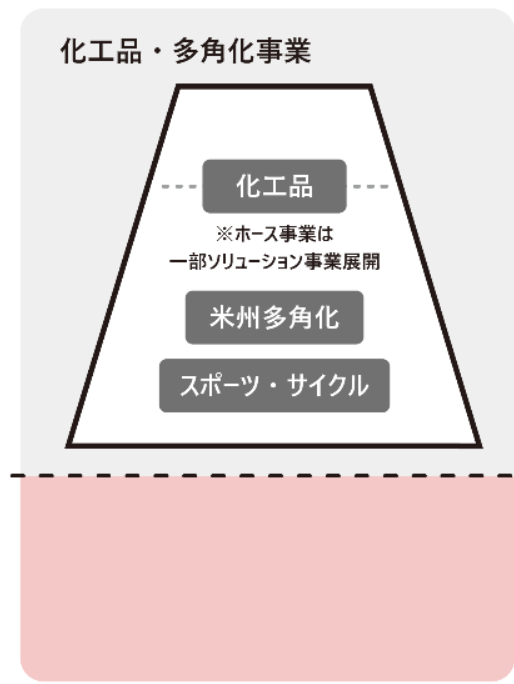 化工品・多角化事業
化工品
※ホース事業は
一部ソリューション事業展開
米州多角化
スポーツ・サイクル